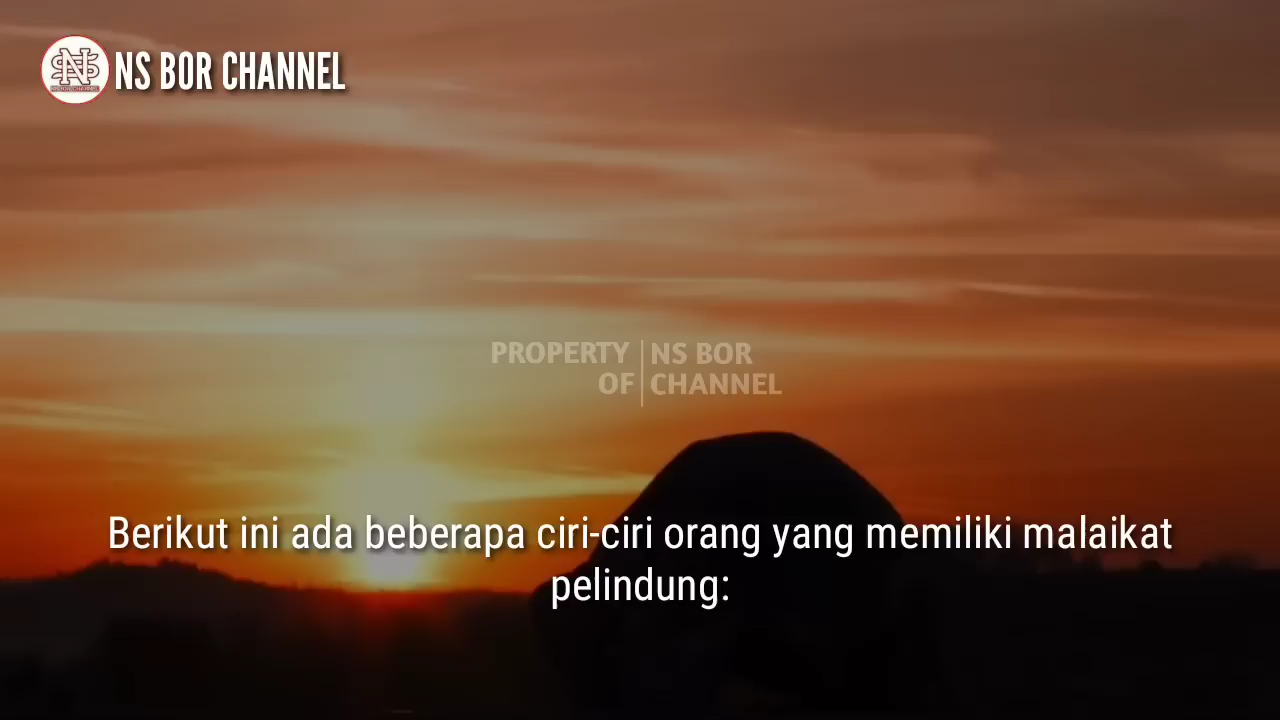 NS BOR CHANNEL
PROPERTY OF | NS BOR CHANNEL
Berikut ini ada beberapa ciri-ciri orang yang memiliki malaikat
pelindung: